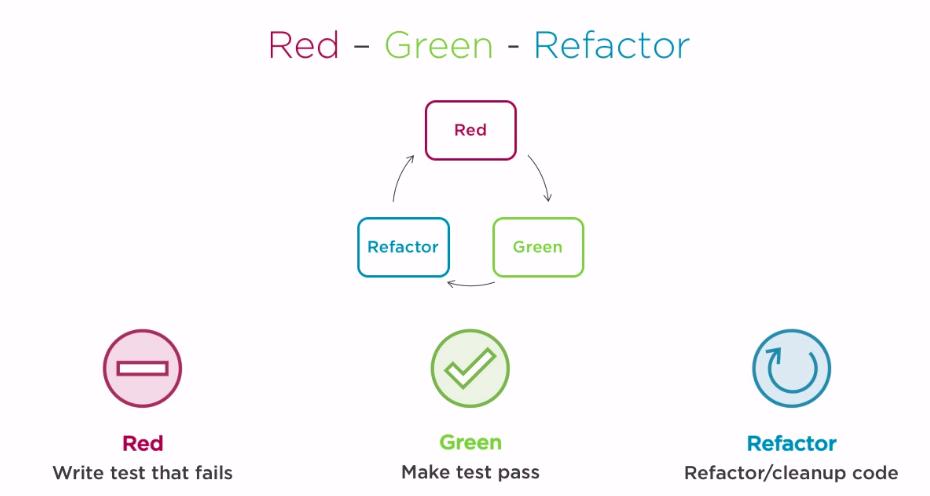 Red – Green - Refactor
Red
Refactor
Green
Red
Write test that fails
Green
Make test pass
Refactor
Refactor/cleanup code